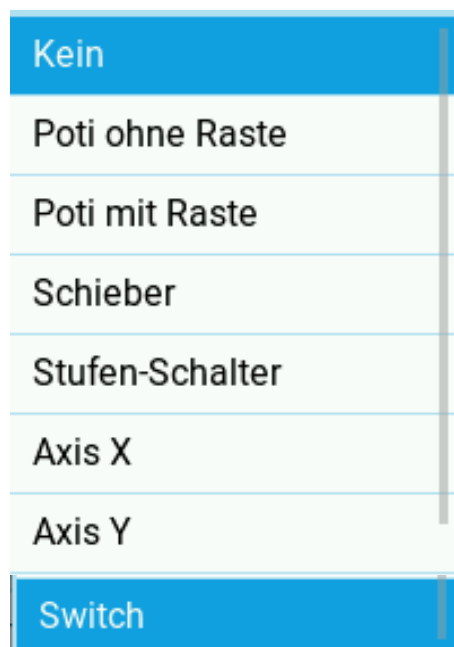 Kein
Poti ohne Raste
Poti mit Raste
Schieber
Stufen-Schalter
Axis X
Axis Y
Switch